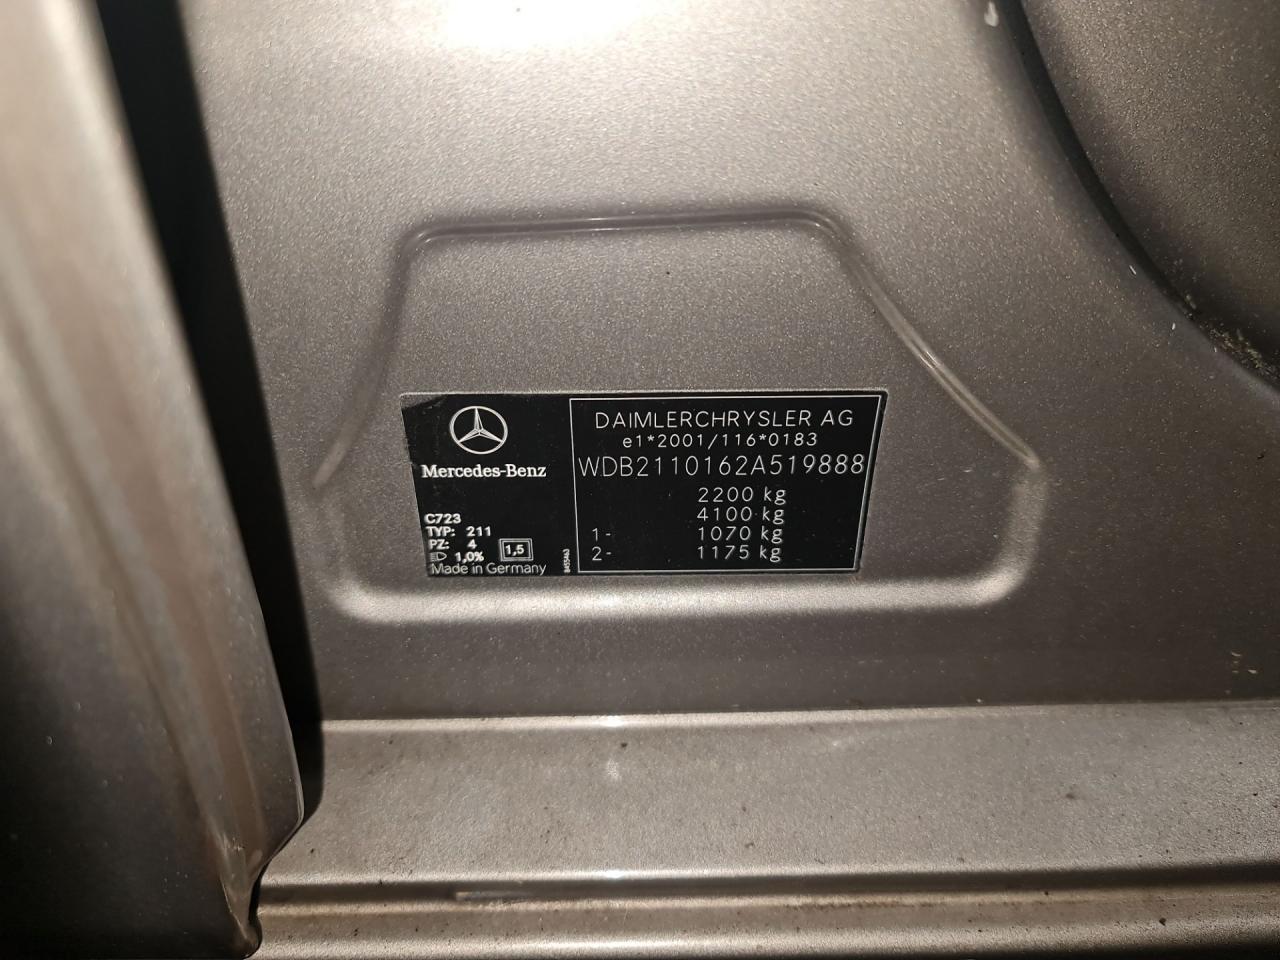 Mercedes-Benz
C723
TYP: 211
PZ: 4
1,0% 1,5
Made in Germany
DAIMLERCHRYSLER AG
e1*2001/116*0183
WDB2110162A519888
2200 kg
4100 kg
1- 1070 kg
2- 1175 kg